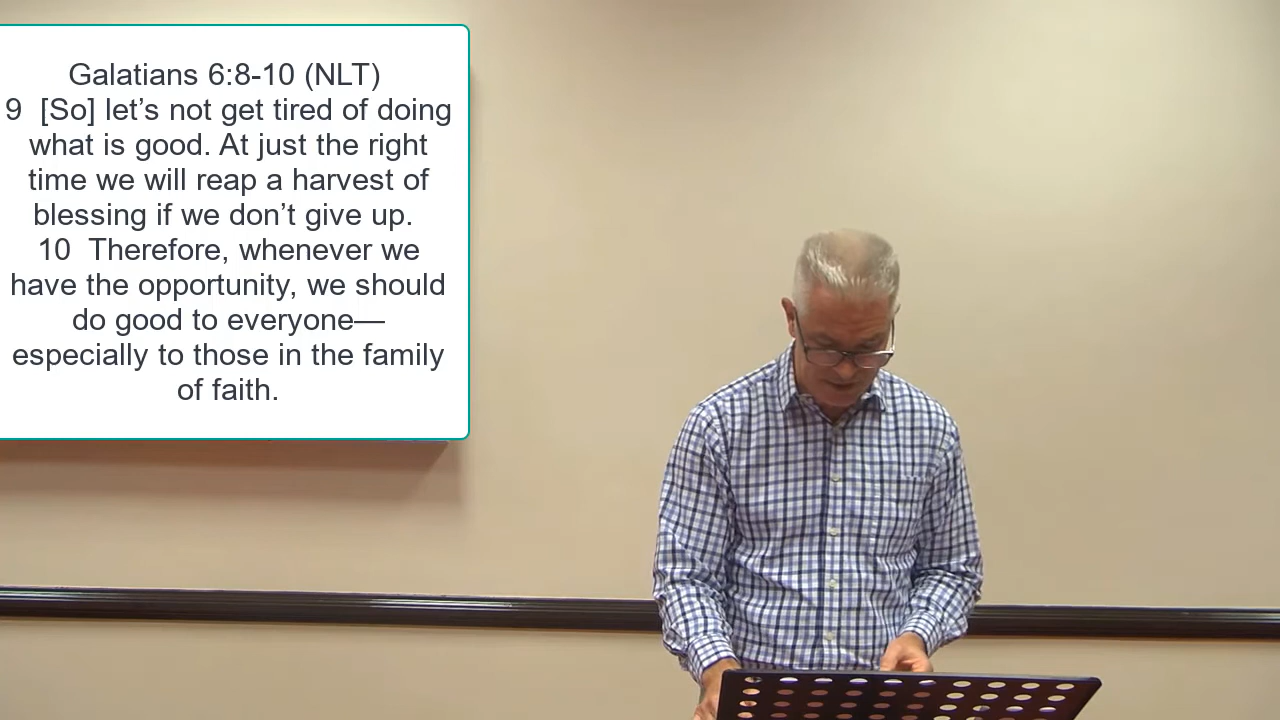 Galatians 6:8-10 (NLT)
9 [So] let’s not get tired of doing
what is good. At just the right
time we will reap a harvest of
blessing if we don’t give up.
10 Therefore, whenever we
have the opportunity, we should
do good to everyone—
especially to those in the family
of faith.